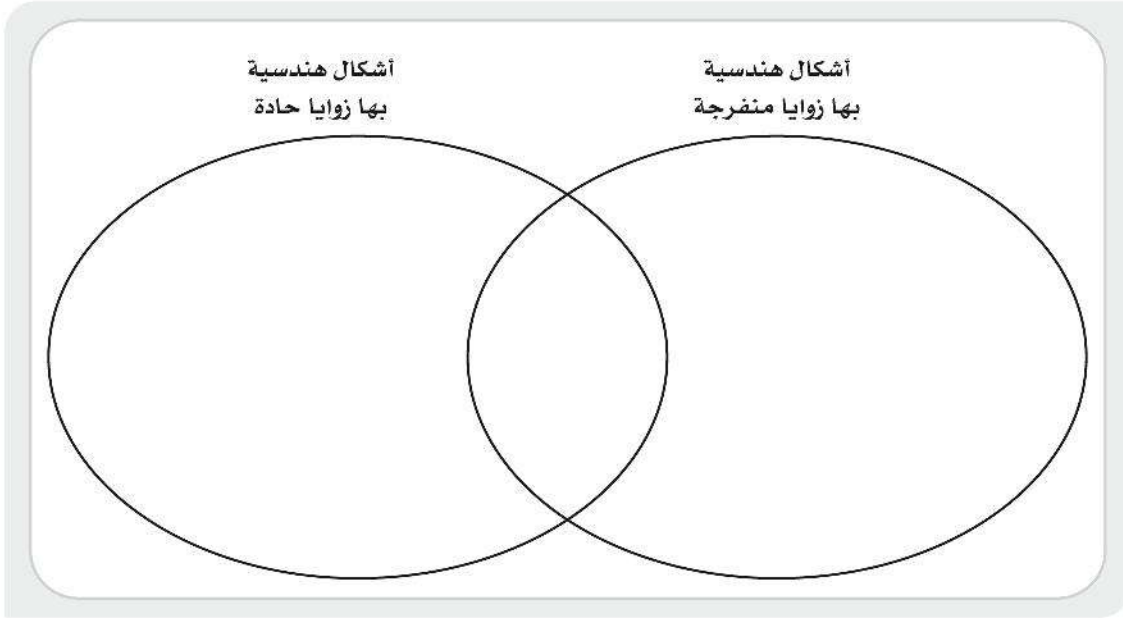 أشكال هندسية
بها زوايا منفرجة
أشكال هندسية
بها زوايا حادة